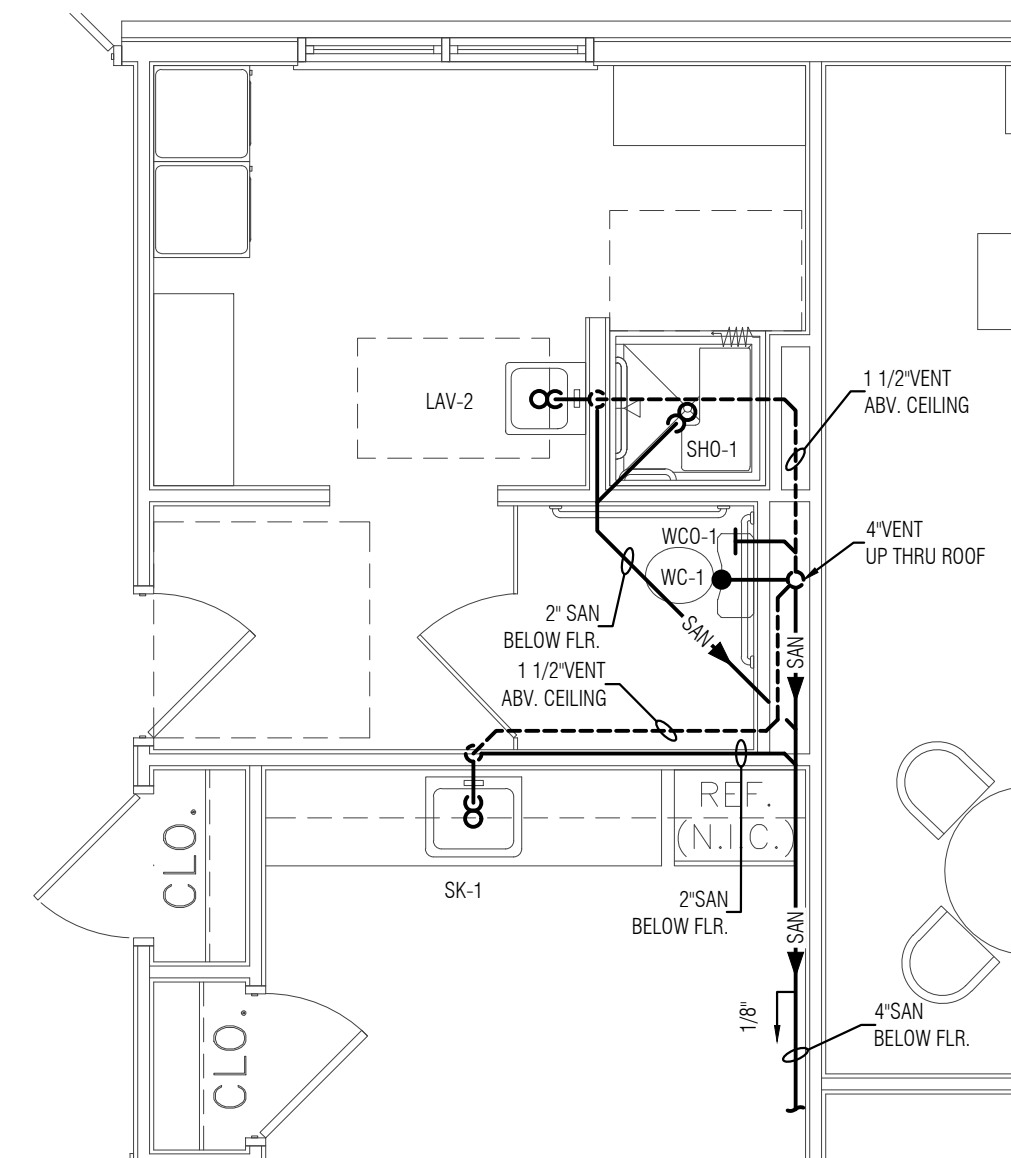 1 1/2"VENT
ABV. CEILING
LAV-2
SHO-1
WCO-1
4"VENT
UP THRU ROOF
WC-1
2" SAN
BELOW FLR.
SAN
SAN
1 1/2"VENT
ABV. CEILING
REF.
(N.I.C.)
CLO.
SK-1
2"SAN
BELOW FLR.
SAN
1/8"
4"SAN
BELOW FLR.
CLO.